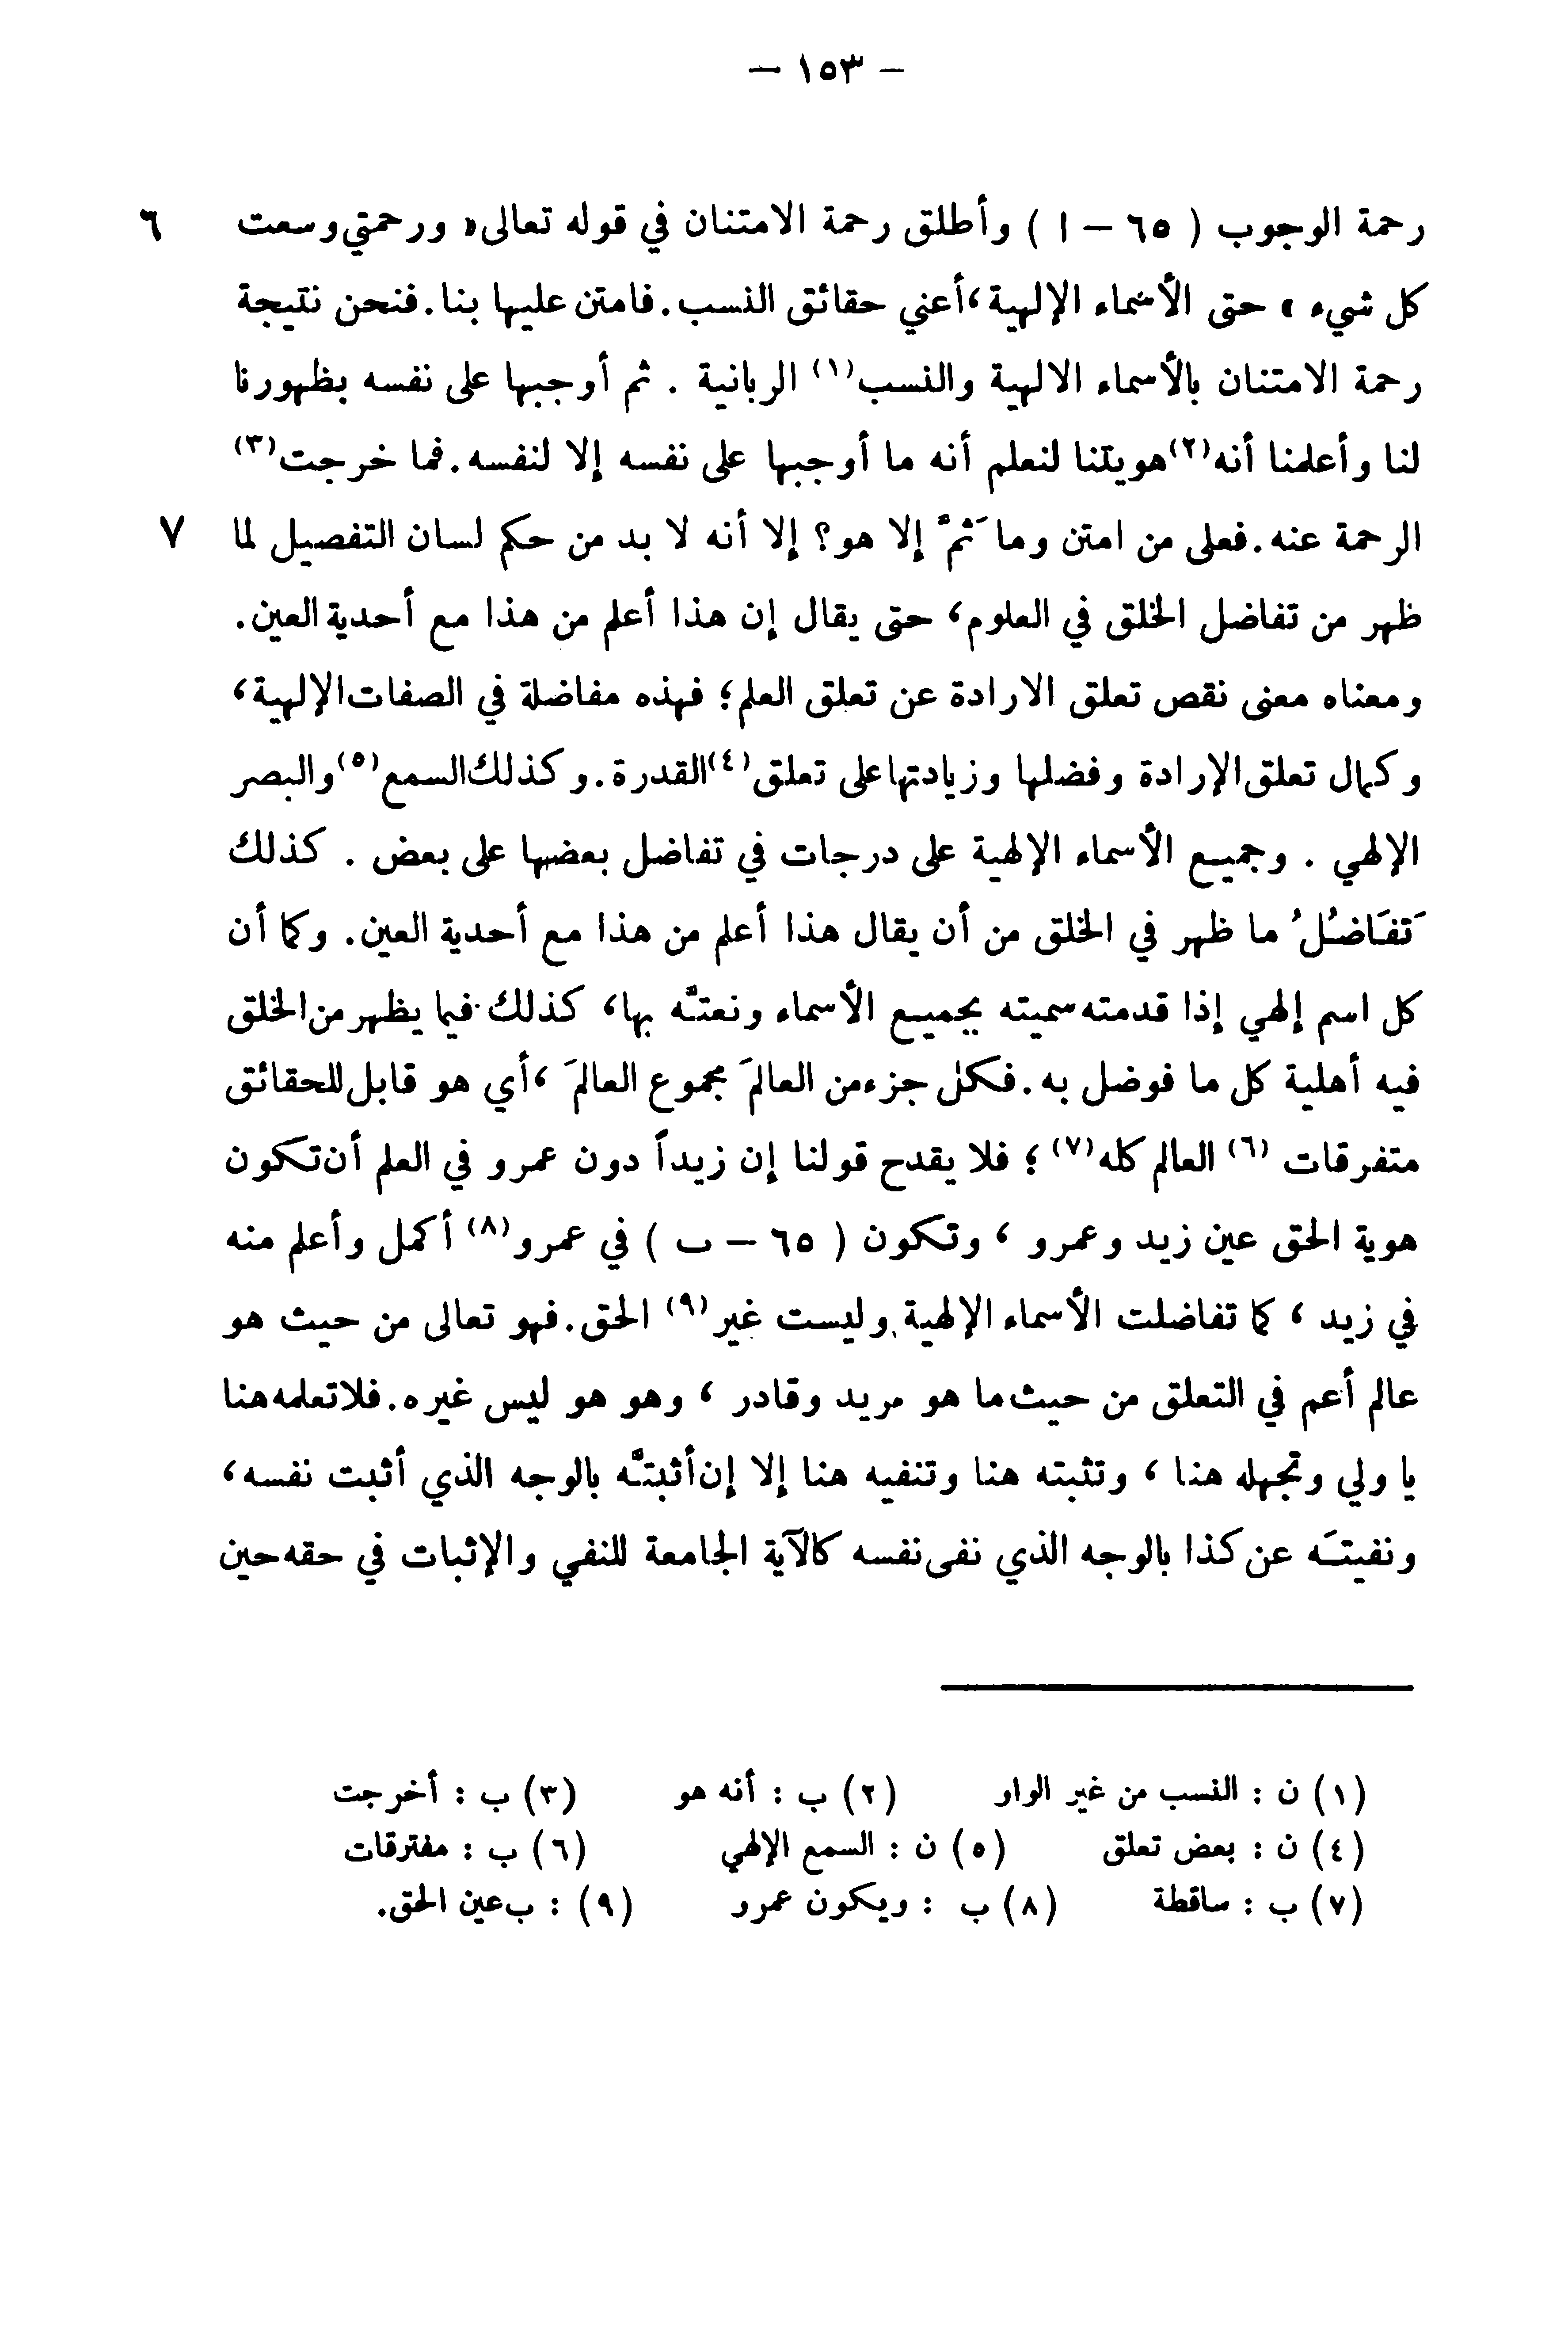 — ١٥٣ —
رحمة الوجوب ( ٦٥ — ا ) وأطلق رحمة الامتنان في قوله تعالى « ورحمتي وسعت ٦
كل شيء » حتى الأسماء الإلهية، أعني حقائق النسب. فامتن عليها بنا. فنحن نتيجة
رحمة الامتنان بالأسماء الالهية والنسب(١) الربانية . ثم أوجبها على نفسه بظهورنا
لنا وأعلمنا أنه(٢) هويتنا لنعلم أنه ما أوجبها على نفسه إلا لنفسه. فما خرجت(٣)
الرحمة عنه. فعلى من امتن وما ثَمَّ إلا هو؟ إلا أنه لا بد من حكم لسان التفصيل لما ٧
ظهر من تفاضل الخلق في العلوم، حتى يقال إن هذا أعلم من هذا مع أحدية العين.
ومعناه معنى نقص تعلق الارادة عن تعلق العلم؛ فهذه مفاضلة في الصفات الإلهية،
وكمال تعلق الإرادة وفضلها وزيادتها على تعلق(٤) القدرة. وكذلك السمع(٥) والبصر
الإلهي . وجميع الأسماء الإلهية على درجات في تفاضل بعضها على بعض . كذلك
تَفَاضُلُ ما ظهر في الخلق من أن يقال هذا أعلم من هذا مع أحدية العين. وكما أن
كل اسم إلهي إذا قدمته سميته بجميع الأسماء ونعتَّه بها، كذلك فيما يظهر من الخلق
فيه أهلية كل ما فوضل به. فكل جزء من العالَم مجموع العالَم ، أي هو قابل للحقائق
متفرقات (٦) العالم كله(٧) ؛ فلا يقدح قولنا إن زيداً دون عمرو في العلم أن تكون
هوية الحق عين زيد وعمرو ، وتكون ( ٦٥ — ب ) في عمرو(٨) أكمل وأعلم منه
في زيد ، كما تفاضلت الأسماء الإلهية وليست غير(٩) الحق. فهو تعالى من حيث هو
عالم أعم في التعلق من حيث ما هو مريد وقادر ، وهو هو ليس غيره. فلا تعلمه هنا
يا ولي وتجهله هنا ، وتثبته هنا وتنفيه هنا إلا إن أثبتَّه بالوجه الذي أثبت نفسه،
ونفيتَه عن كذا بالوجه الذي نفى نفسه كالآية الجامعة للنفي والإثبات في حقه حين
(١) ن : النسب من غير الوار (٢) ب : أنه هو (٣) ب : أخرجت
(٤) ن : بعض تعلق (٥) ن : السمع الإلهي (٦) ب : مفترقات
(٧) ب : ساقطة (٨) ب : ويكون عمرو (٩) : ب عين الحق.